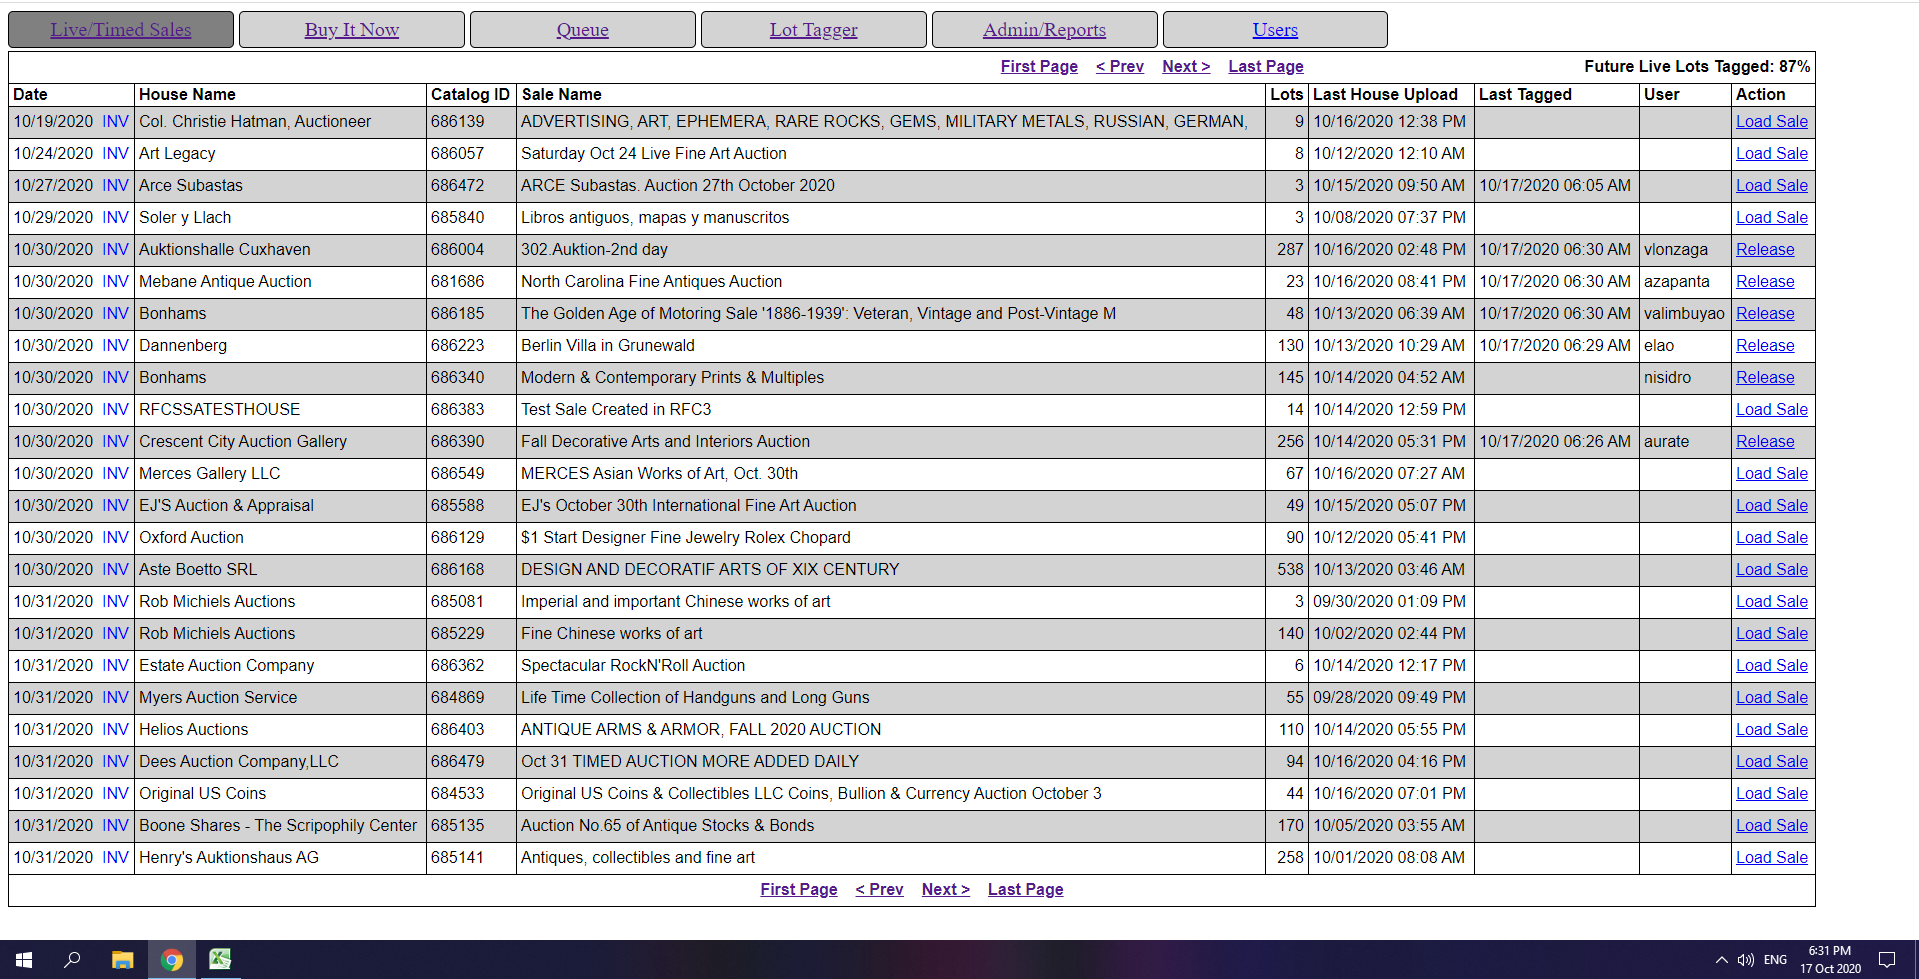 Live/Timed Sales Buy It Now Queue Lot Tagger Admin/Reports Users
First Page < Prev Next > Last Page Future Live Lots Tagged: 87%
Date House Name Catalog ID Sale Name Lots Last House Upload Last Tagged User Action
10/19/2020 INV Col. Christie Hatman, Auctioneer 686139 ADVERTISING, ART, EPHEMERA, RARE ROCKS, GEMS, MILITARY METALS, RUSSIAN, GERMAN, 9 10/16/2020 12:38 PM Load Sale
10/24/2020 INV Art Legacy 686057 Saturday Oct 24 Live Fine Art Auction 8 10/12/2020 12:10 AM Load Sale
10/27/2020 INV Arce Subastas 686472 ARCE Subastas. Auction 27th October 2020 3 10/15/2020 09:50 AM 10/17/2020 06:05 AM Load Sale
10/29/2020 INV Soler y Llach 685840 Libros antiguos, mapas y manuscritos 3 10/08/2020 07:37 PM Load Sale
10/30/2020 INV Auktionshalle Cuxhaven 686004 302.Auktion-2nd day 287 10/16/2020 02:48 PM 10/17/2020 06:30 AM vlonzaga Release
10/30/2020 INV Mebane Antique Auction 681686 North Carolina Fine Antiques Auction 23 10/16/2020 08:41 PM 10/17/2020 06:30 AM azapanta Release
10/30/2020 INV Bonhams 686185 The Golden Age of Motoring Sale '1886-1939': Veteran, Vintage and Post-Vintage M 48 10/13/2020 06:39 AM 10/17/2020 06:30 AM valimbuyao Release
10/30/2020 INV Dannenberg 686223 Berlin Villa in Grunewald 130 10/13/2020 10:29 AM 10/17/2020 06:29 AM elao Release
10/30/2020 INV Bonhams 686340 Modern & Contemporary Prints & Multiples 145 10/14/2020 04:52 AM nisidro Release
10/30/2020 INV RFCSSATESTHOUSE 686383 Test Sale Created in RFC3 14 10/14/2020 12:59 PM Load Sale
10/30/2020 INV Crescent City Auction Gallery 686390 Fall Decorative Arts and Interiors Auction 256 10/14/2020 05:31 PM 10/17/2020 06:26 AM aurate Release
10/30/2020 INV Merces Gallery LLC 686549 MERCES Asian Works of Art, Oct. 30th 67 10/16/2020 07:27 AM Load Sale
10/30/2020 INV EJ'S Auction & Appraisal 685588 EJ's October 30th International Fine Art Auction 49 10/15/2020 05:07 PM Load Sale
10/30/2020 INV Oxford Auction 686129 $1 Start Designer Fine Jewelry Rolex Chopard 90 10/12/2020 05:41 PM Load Sale
10/30/2020 INV Aste Boetto SRL 686168 DESIGN AND DECORATIF ARTS OF XIX CENTURY 538 10/13/2020 03:46 AM Load Sale
10/31/2020 INV Rob Michiels Auctions 685081 Imperial and important Chinese works of art 3 09/30/2020 01:09 PM Load Sale
10/31/2020 INV Rob Michiels Auctions 685229 Fine Chinese works of art 140 10/02/2020 02:44 PM Load Sale
10/31/2020 INV Estate Auction Company 686362 Spectacular RockN'Roll Auction 6 10/14/2020 12:17 PM Load Sale
10/31/2020 INV Myers Auction Service 684869 Life Time Collection of Handguns and Long Guns 55 09/28/2020 09:49 PM Load Sale
10/31/2020 INV Helios Auctions 686403 ANTIQUE ARMS & ARMOR, FALL 2020 AUCTION 110 10/14/2020 05:55 PM Load Sale
10/31/2020 INV Dees Auction Company,LLC 686479 Oct 31 TIMED AUCTION MORE ADDED DAILY 94 10/16/2020 04:16 PM Load Sale
10/31/2020 INV Original US Coins 684533 Original US Coins & Collectibles LLC Coins, Bullion & Currency Auction October 3 44 10/16/2020 07:01 PM Load Sale
10/31/2020 INV Boone Shares - The Scripophily Center 685135 Auction No.65 of Antique Stocks & Bonds 170 10/05/2020 03:55 AM Load Sale
10/31/2020 INV Henry's Auktionshaus AG 685141 Antiques, collectibles and fine art 258 10/01/2020 08:08 AM Load Sale
First Page < Prev Next > Last Page
ENG 6:31 PM
17 Oct 2020